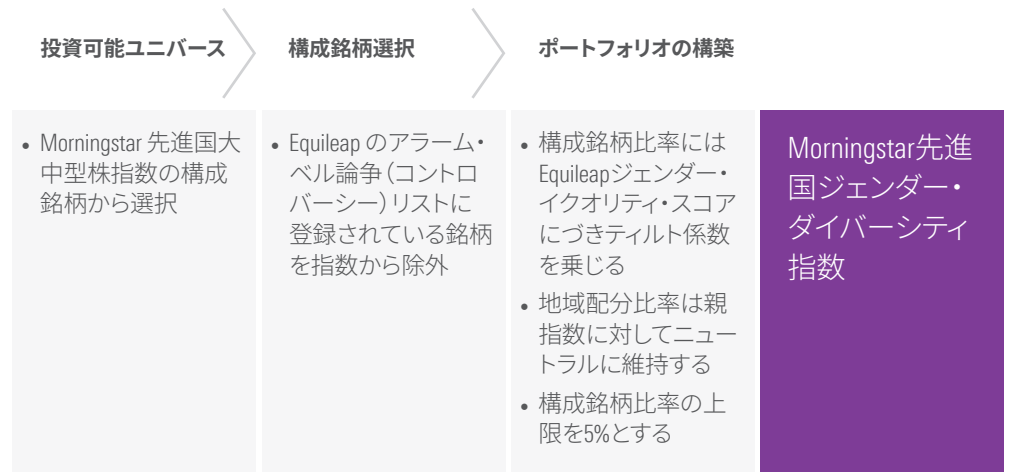 投資可能ユニバース
構成銘柄選択
ポートフォリオの構築
• Morningstar 先進国大
中型株指数の構成
銘柄から選択
• Equileap のアラーム・
ベル論争（コントロ
バーシー）リストに
登録されている銘柄
を指数から除外
• 構成銘柄比率には
Equileapジェンダー・
イクオリティ・スコア
にづきティルト係数
を乗じる
• 地域配分比率は親
指数に対してニュー
トラルに維持する
• 構成銘柄比率の上
限を5%とする
Morningstar先進
国ジェンダー・
ダイバーシティ
指数